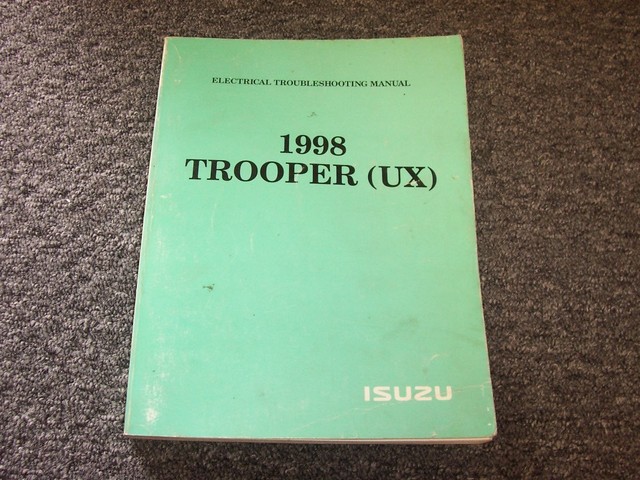 ELECTRICAL TROUBLESHOOTING MANUAL
1998
TROOPER (UX)
ISUZU